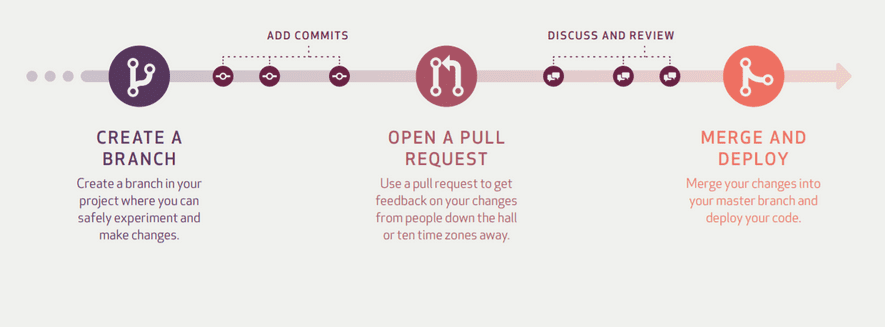 ADD COMMITS
DISCUSS AND REVIEW
CREATE A
BRANCH
Create a branch in your
project where you can
safely experiment and
make changes.
OPEN A PULL
REQUEST
Use a pull request to get
feedback on your changes
from people down the hall
or ten time zones away.
MERGE AND
DEPLOY
Merge your changes into
your master branch and
deploy your code.